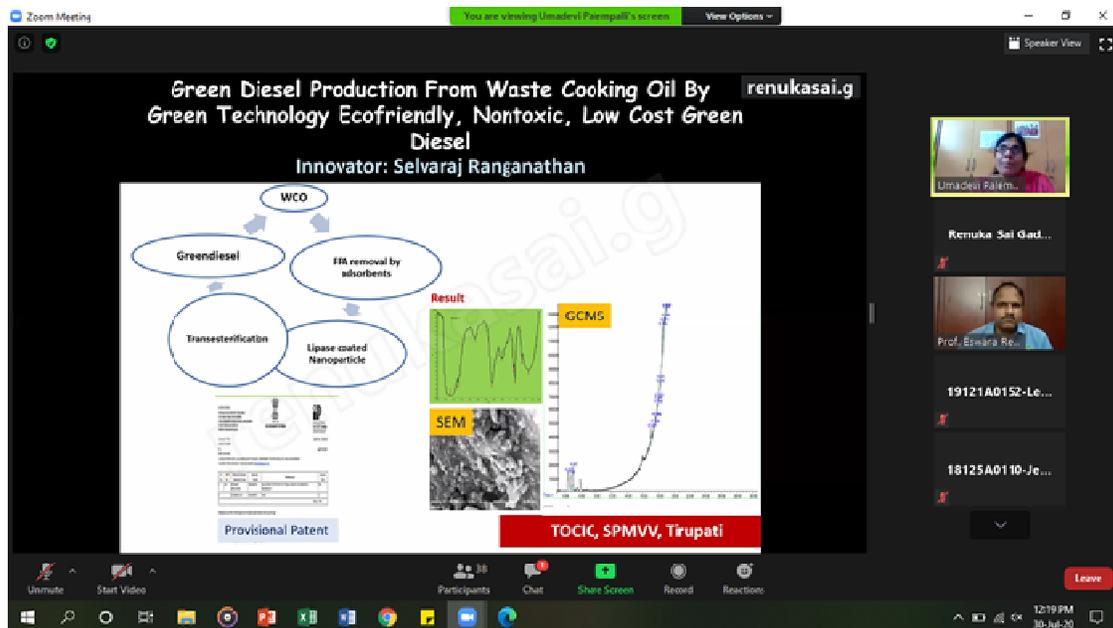 Zoom Meeting
You are viewing Umadevi Palempalli's screen
View Options
Speaker View
Green Diesel Production From Waste Cooking Oil By
Green Technology Ecofriendly, Nontoxic, Low Cost Green
Diesel
renukasai.g
Innovator: Selvaraj Ranganathan
WCO
Greendiesel
FFA removal by
adsorbents
Transesterification
Lipase coated
Nanoparticle
Result
GCMS
SEM
Provisional Patent
TOCIC, SPMVV, Tirupati
renukasai.g
Umadevi Palem..
Renuka Sai Gad...
Prof. Eswara Re...
19121A0152-Le...
18125A0110-Je...
Unmute
Start Video
Participants
38
Chat
Share Screen
Record
Reactions
Leave
12:19 PM
30-Jul-20